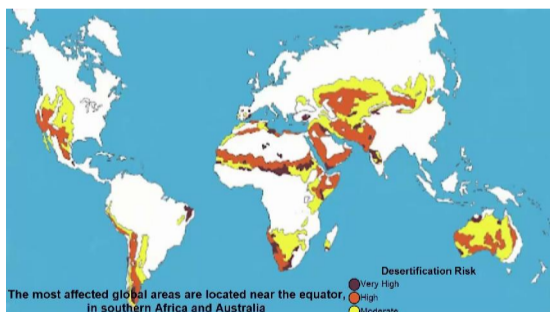 Desertification Risk
Very High
High
Moderate
The most affected global areas are located near the equator,
in southern Africa and Australia